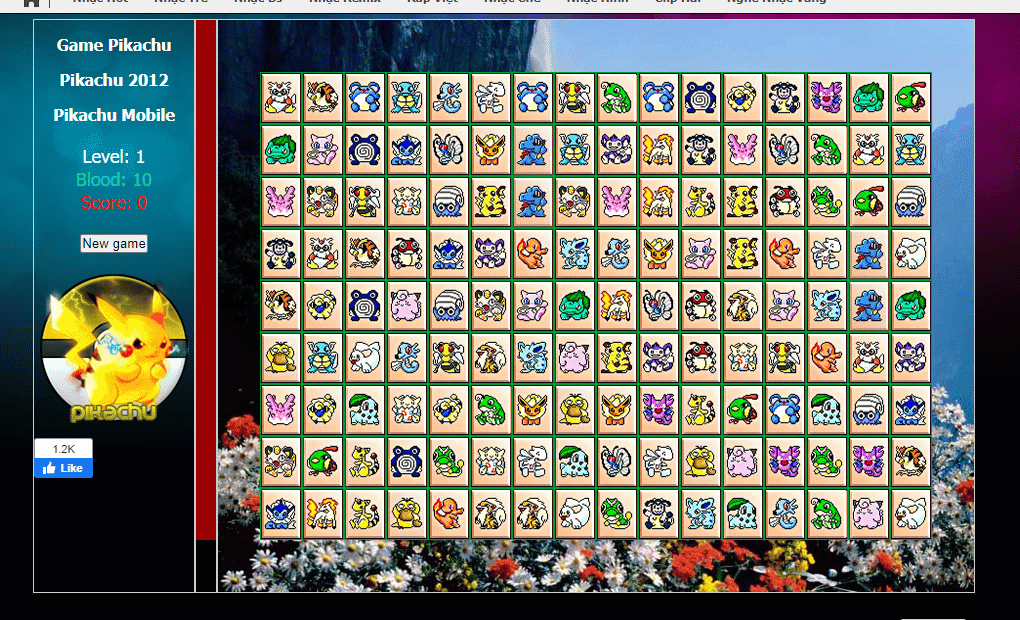 Game Pikachu
Pikachu 2012
Pikachu Mobile
Level: 1
Blood: 10
Score: 0
New game
PIKACHU
1.2K
Like